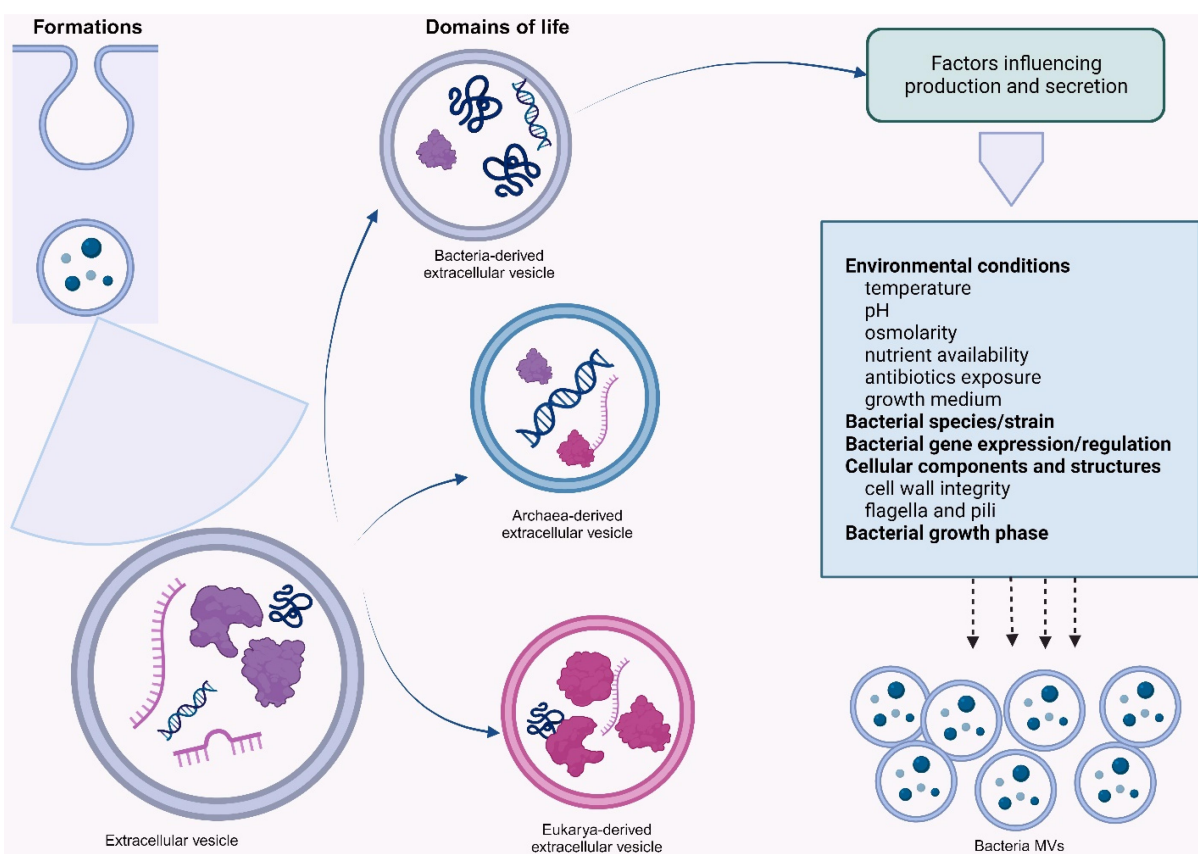 Formations
Domains of life
Factors influencing
production and secretion
Bacteria-derived
extracellular vesicle
Environmental conditions
temperature
pH
osmolarity
nutrient availability
antibiotics exposure
growth medium
Bacterial species/strain
Bacterial gene expression/regulation
Cellular components and structures
cell wall integrity
flagella and pili
Bacterial growth phase
Archaea-derived
extracellular vesicle
Extracellular vesicle
Eukarya-derived
extracellular vesicle
Bacteria MVs